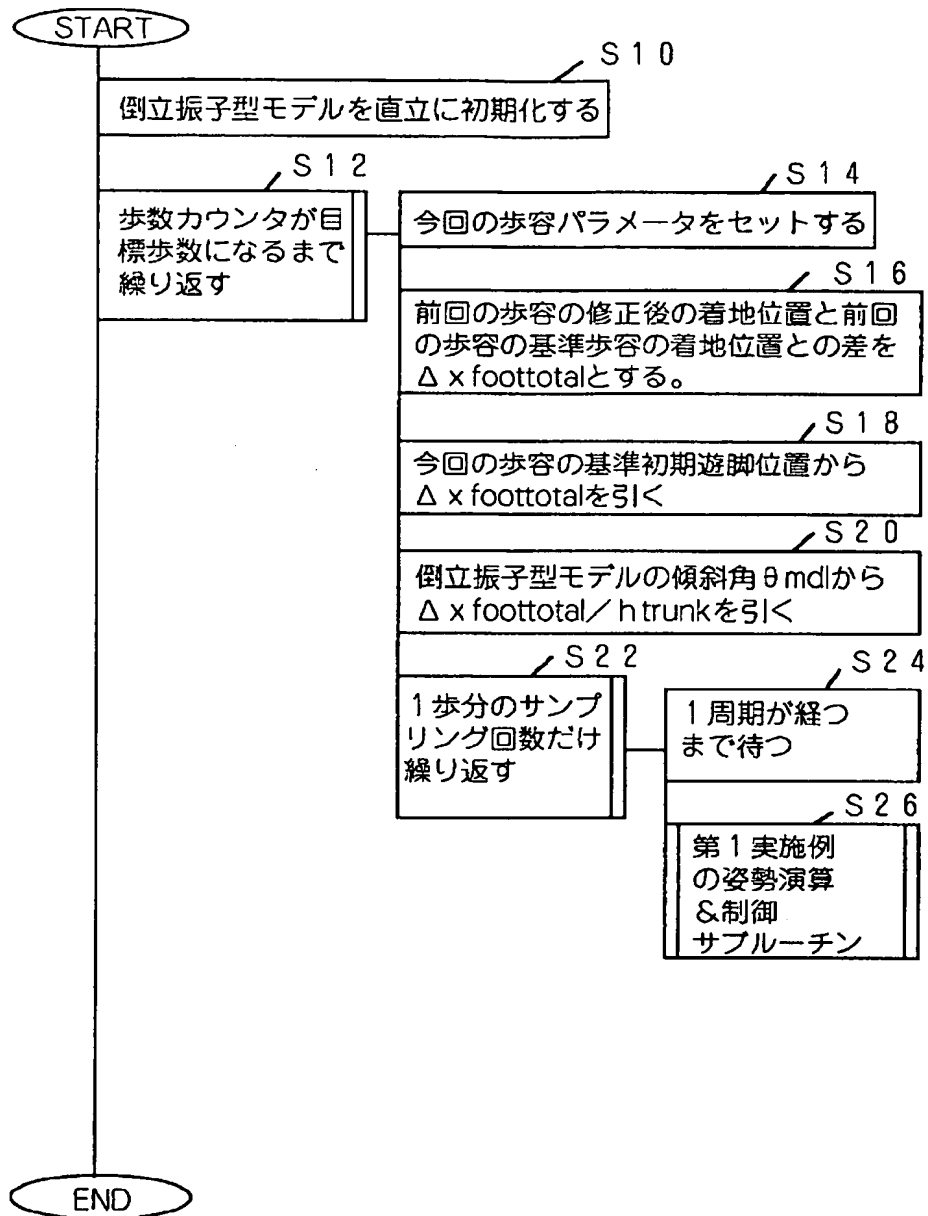 START
S10
倒立振子型モデルを直立に初期化する
S12
歩数カウンタが目
標歩数になるまで
繰り返す
S14
今回の歩容パラメータをセットする
S16
前回の歩容の修正後の着地位置と前回
の歩容の基準歩容の着地位置との差を
Δxfoottotalとする。
S18
今回の歩容の基準初期遊脚位置から
Δxfoottotalを引く
S20
倒立振子型モデルの傾斜角θmdlから
Δxfoottotal/htrunkを引く
S22
1歩分のサンプ
リング回数だけ
繰り返す
S24
1周期が経つ
まで待つ
S26
第1実施例
の姿勢演算
&制御
サブルーチン
END